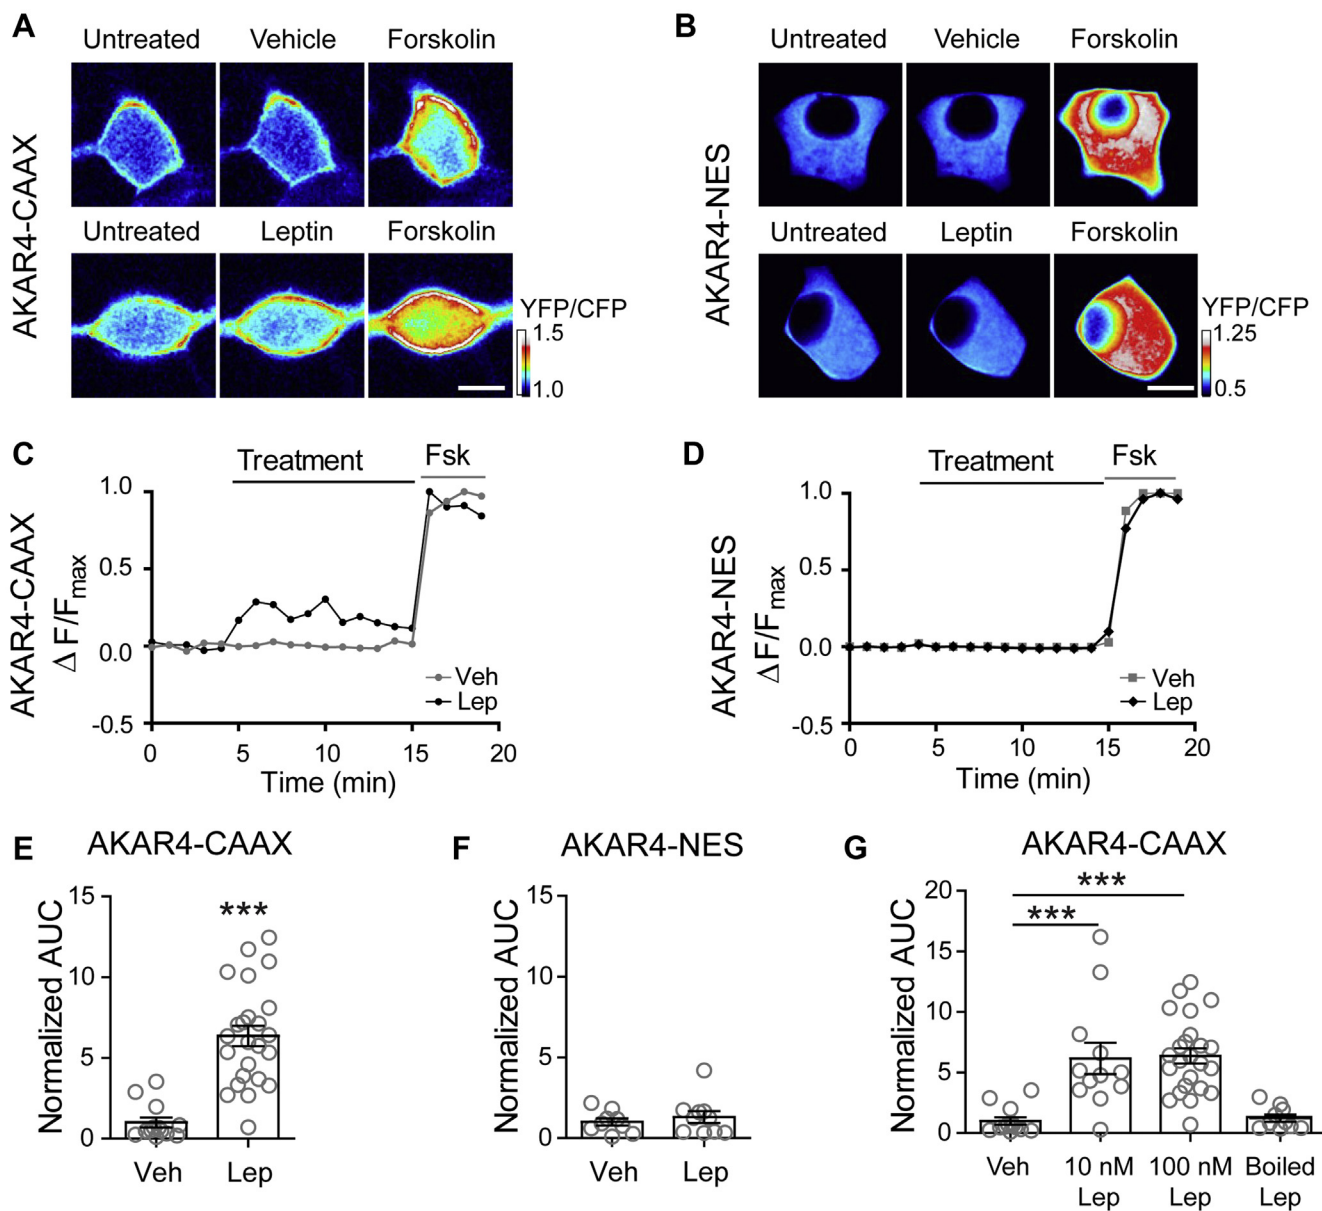 A
Untreated Vehicle Forskolin
AKAR4-CAAX
Untreated Leptin Forskolin
YFP/CFP
1.5
1.0
B
Untreated Vehicle Forskolin
AKAR4-NES
Untreated Leptin Forskolin
YFP/CFP
1.25
0.5
C
Treatment Fsk
AKAR4-CAAX
Δ F/Fmax
1.0
0.5
0.0
-0.5
Veh
Lep
0 5 10 15 20
Time (min)
D
Treatment Fsk
AKAR4-NES
ΔF/Fmax
1.0
0.5
0.0
-0.5
Veh
Lep
0 5 10 15 20
Time (min)
E
AKAR4-CAAX
Normalized AUC
15
10
5
0
***
Veh Lep
F
AKAR4-NES
Normalized AUC
15
10
5
0
Veh Lep
G
AKAR4-CAAX
Normalized AUC
20
15
10
5
0
***
***
Veh 10 nM 100 nM Boiled
Lep Lep Lep